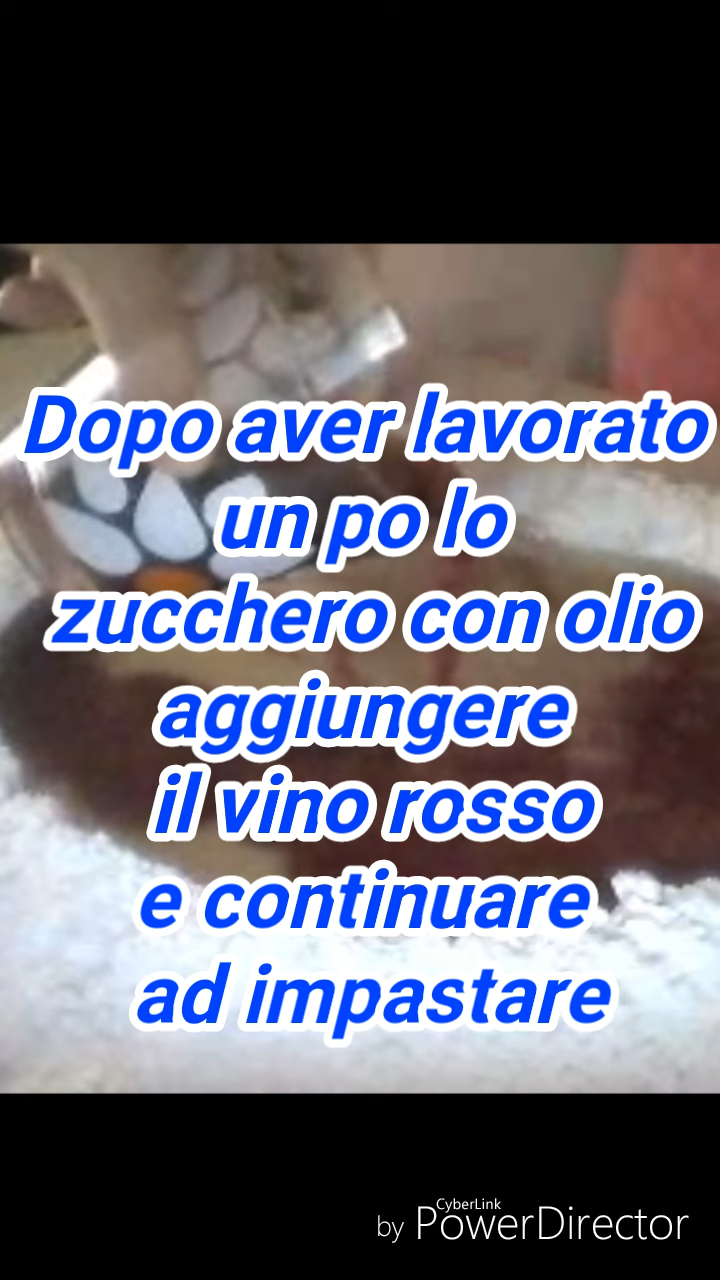 Dopo aver lavorato
un po lo
zucchero con olio
aggiungere
il vino rosso
e continuare
ad impastare
CyberLink
by PowerDirector